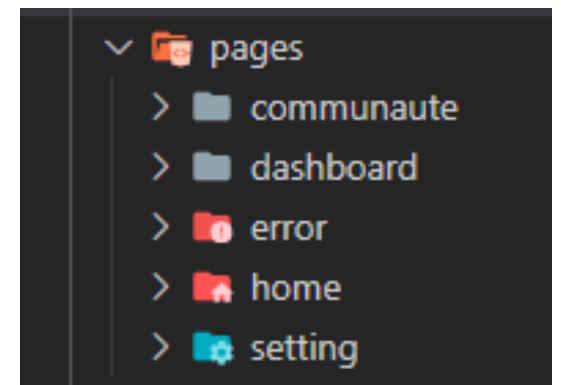 pages
communaute
dashboard
error
home
setting